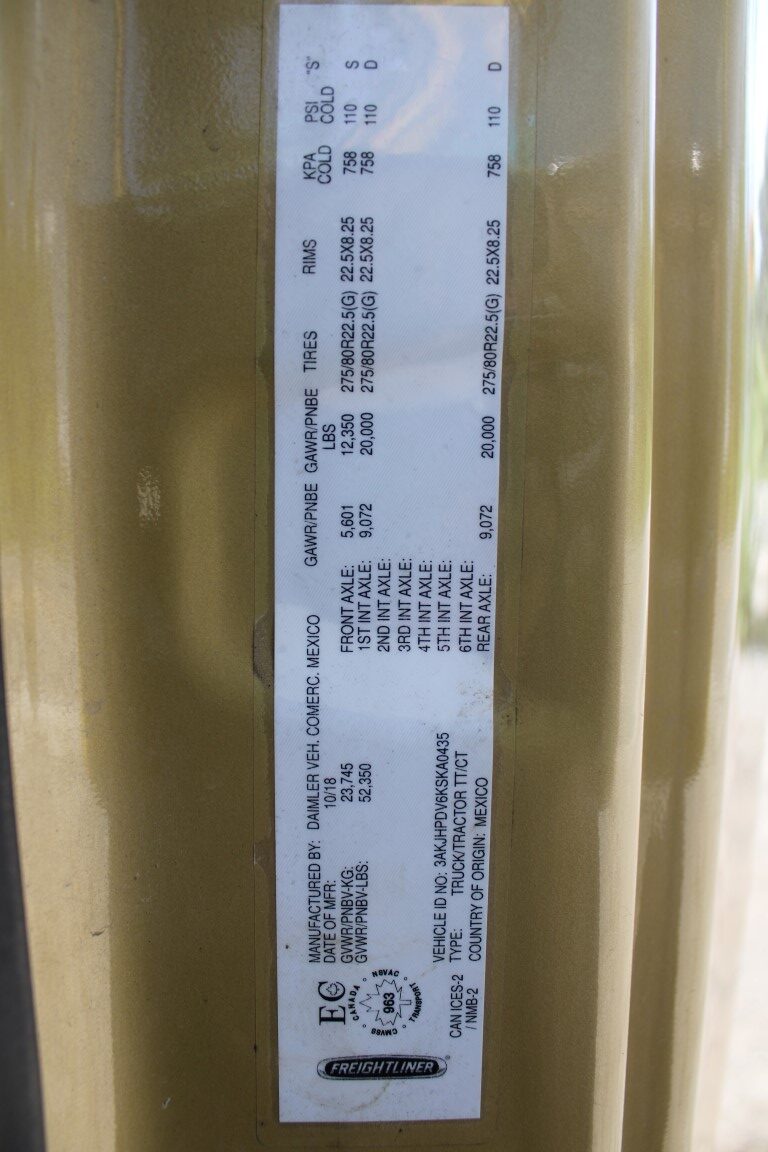 FREIGHTLINER
EC
CANADA
963
CMVSS
NSVAC
TRANSPORT
CAN ICES-2
/ NMB-2
MANUFACTURED BY: DAIMLER VEH. COMERC. MEXICO
DATE OF MFR: 10/18
GVWR/PNBV-KG: 23,745
GVWR/PNBV-LBS: 52,350
VEHICLE ID NO: 3AKJHPDV6KSKA0435
TYPE: TRUCK/TRACTOR TT/CT
COUNTRY OF ORIGIN: MEXICO
GAWR/PNBE GAWR/PNBE TIRES RIMS KPA PSI "S"
LBS COLD COLD
FRONT AXLE: 5,601 12,350 275/80R22.5(G) 22.5X8.25 758 110 S
1ST INT AXLE: 9,072 20,000 275/80R22.5(G) 22.5X8.25 758 110 D
2ND INT AXLE:
3RD INT AXLE:
4TH INT AXLE:
5TH INT AXLE:
6TH INT AXLE:
REAR AXLE: 9,072 20,000 275/80R22.5(G) 22.5X8.25 758 110 D